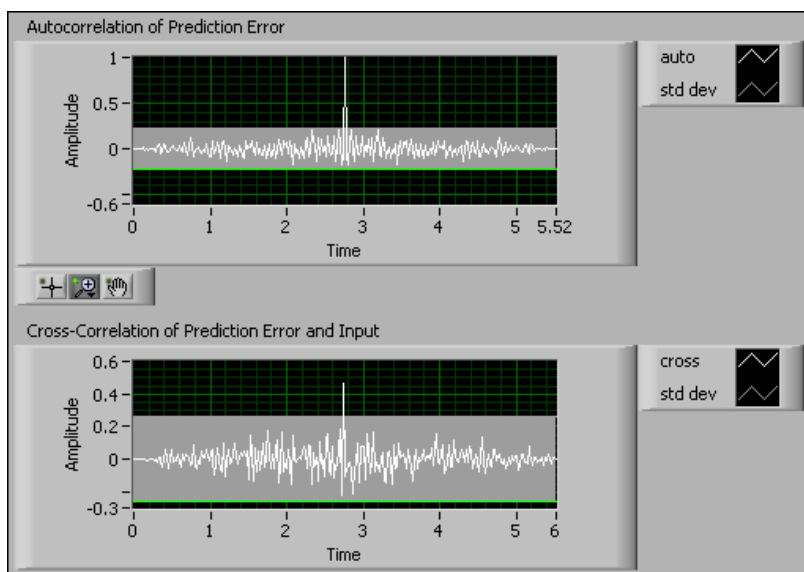 Autocorrelation of Prediction Error
auto
std dev
Amplitude
1
0.5
0
-0.6
0 1 2 3 4 5 5.52
Time
Cross-Correlation of Prediction Error and Input
cross
std dev
Amplitude
0.6
0.4
0.2
0
-0.3
0 1 2 3 4 5 6
Time